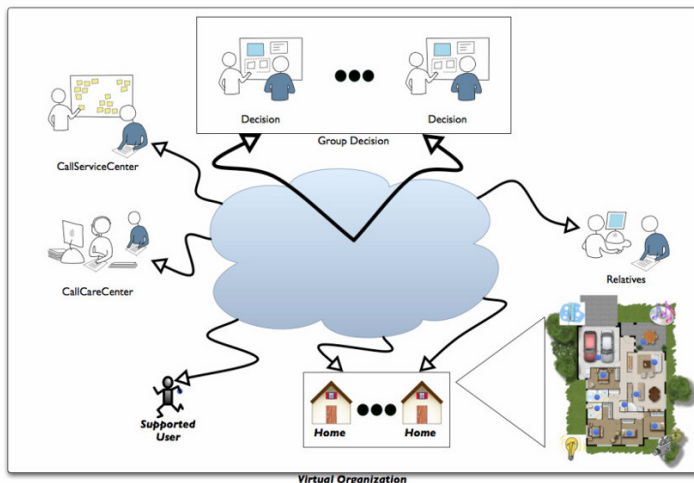 Decision
Decision
Group Decision
CallServiceCenter
CallCareCenter
Relatives
Supported
User
Home
Home
Virtual Organization